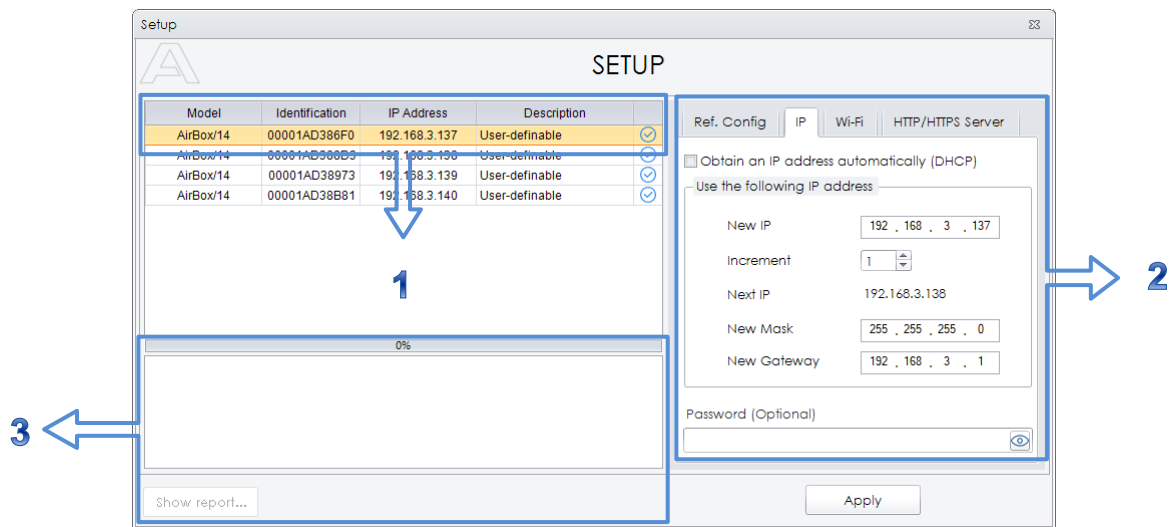 Setup
SETUP
Model Identification IP Address Description
AirBox/14 00001AD386F0 192.168.3.137 User-definable
AirBox/14 192.168.3.138 User-definable
AirBox/14 00001AD38973 192.168.3.139 User-definable
AirBox/14 00001AD38B81 192.168.3.140 User-definable
1
0%
3
Show report...
Ref. Config IP Wi-Fi HTTP/HTTPS Server
Obtain an IP address automatically (DHCP)
Use the following IP address
New IP 192 . 168 . 3 . 137
Increment 1
Next IP 192.168.3.138
New Mask 255 . 255 . 255 . 0
New Gateway 192 . 168 . 3 . 1
2
Password (Optional)
Apply